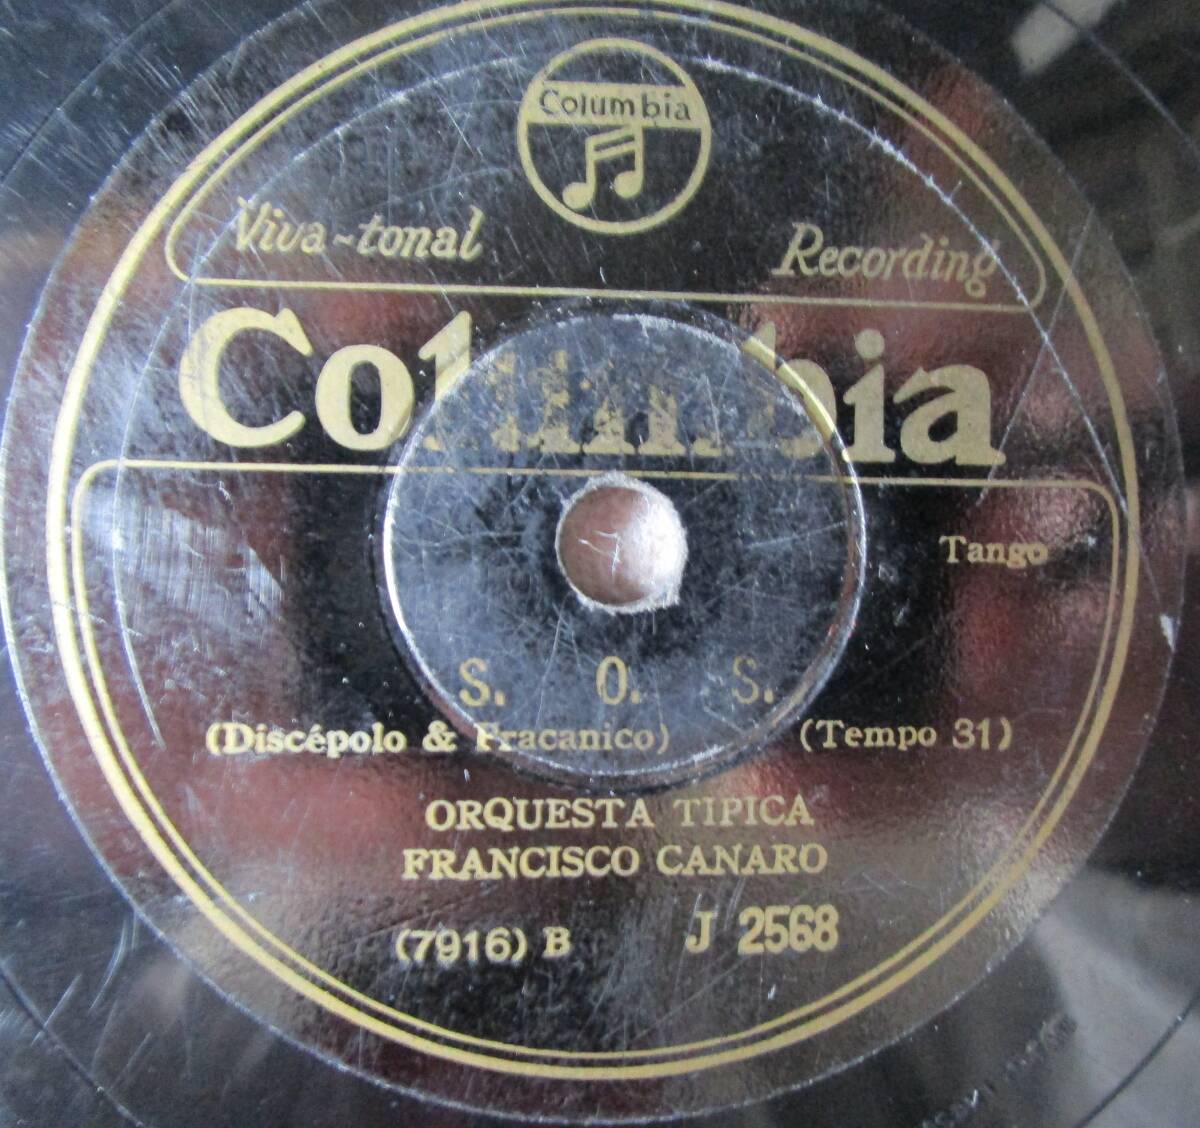 Columbia
Viva-tonal Recording
Columbia
Tango
S. O. S.
(Discépolo & Fracanico) (Tempo 31)
ORQUESTA TIPICA
FRANCISCO CANARO
(7916) B J 2568